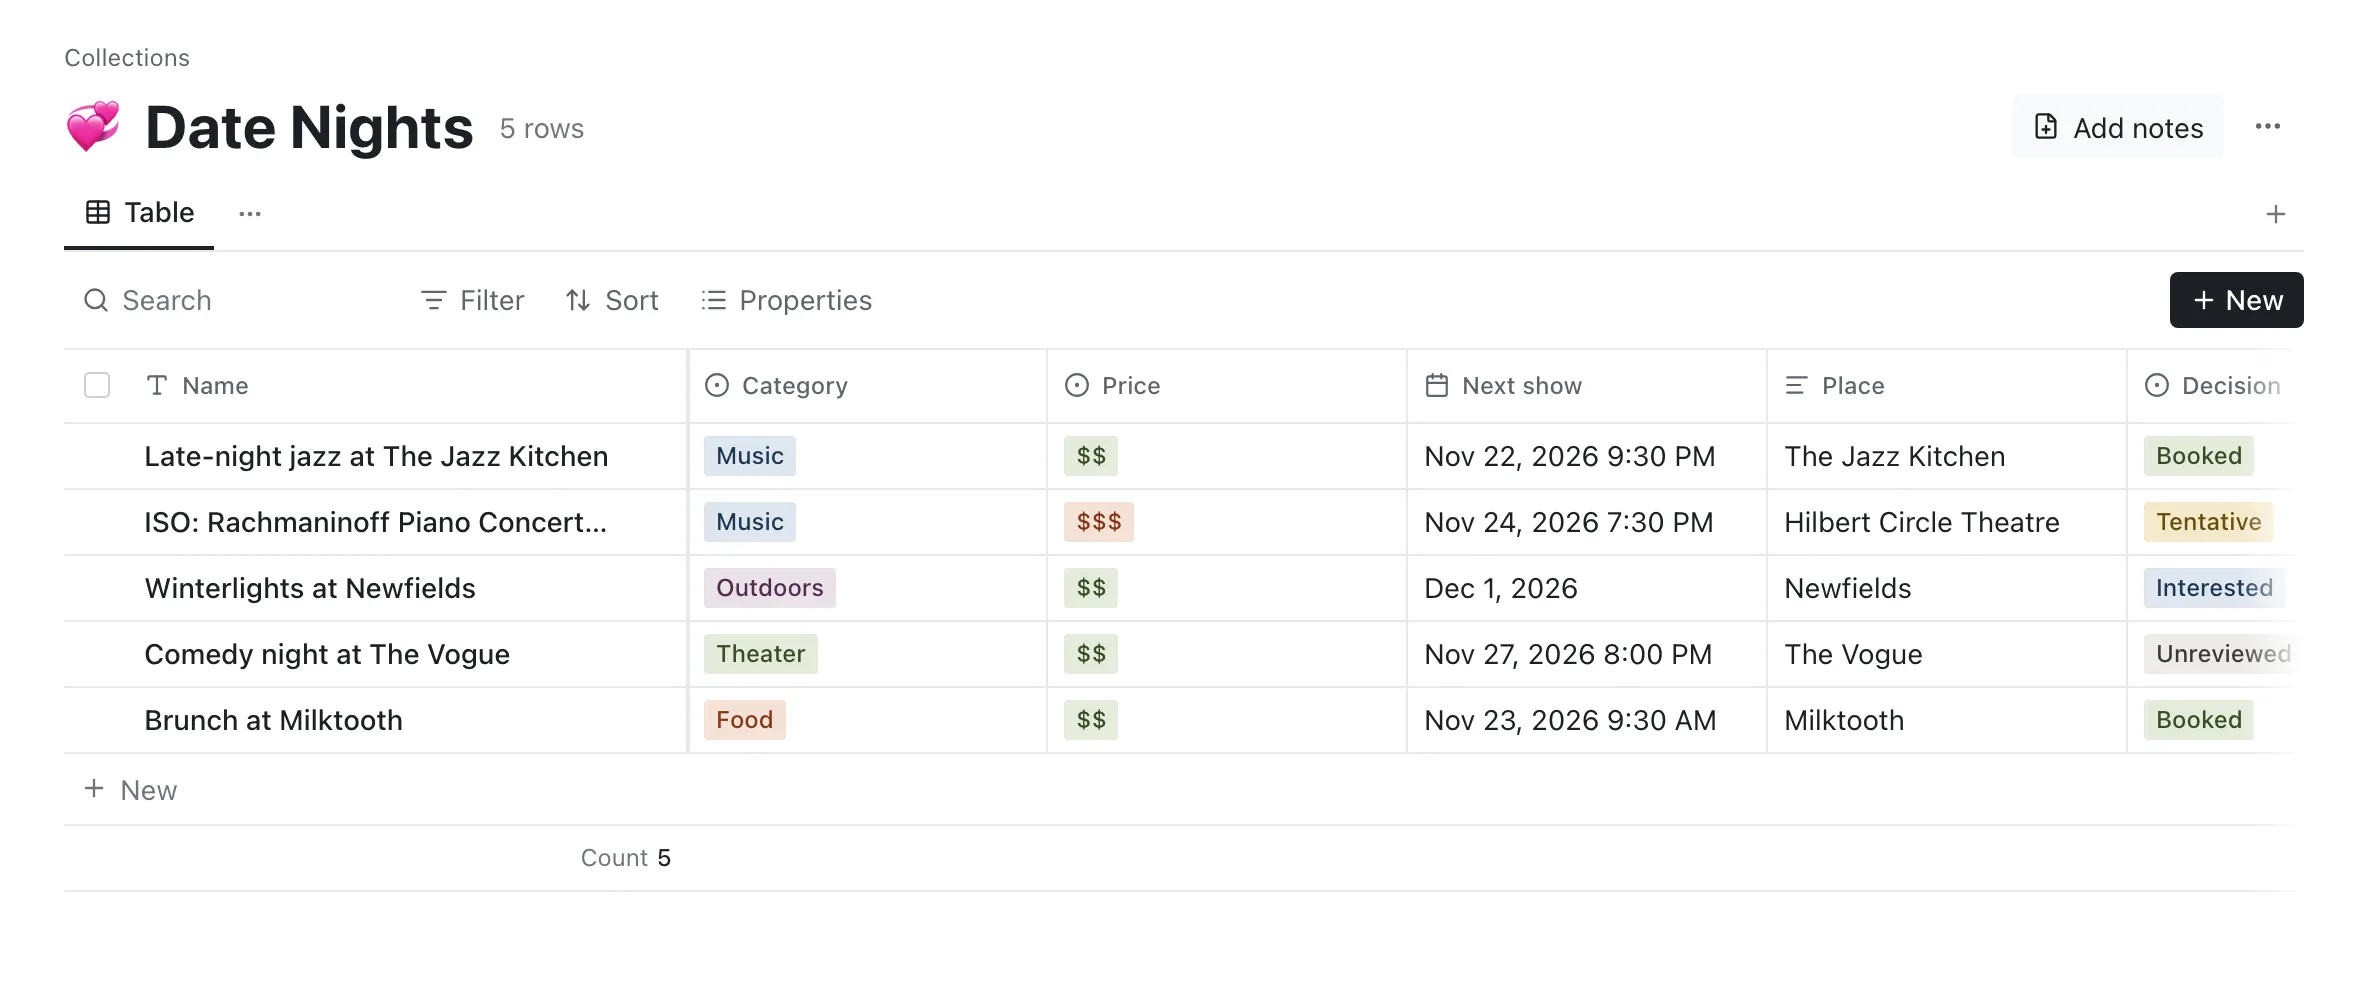 Collections
Date Nights 5 rows
Add notes
Table
Search Filter Sort Properties
New
Name Category Price Next show Place Decision
Late-night jazz at The Jazz Kitchen Music $$ Nov 22, 2026 9:30 PM The Jazz Kitchen Booked
ISO: Rachmaninoff Piano Concert... Music $$$ Nov 24, 2026 7:30 PM Hilbert Circle Theatre Tentative
Winterlights at Newfields Outdoors $$ Dec 1, 2026 Newfields Interested
Comedy night at The Vogue Theater $$ Nov 27, 2026 8:00 PM The Vogue Unreviewed
Brunch at Milktooth Food $$ Nov 23, 2026 9:30 AM Milktooth Booked
New
Count 5